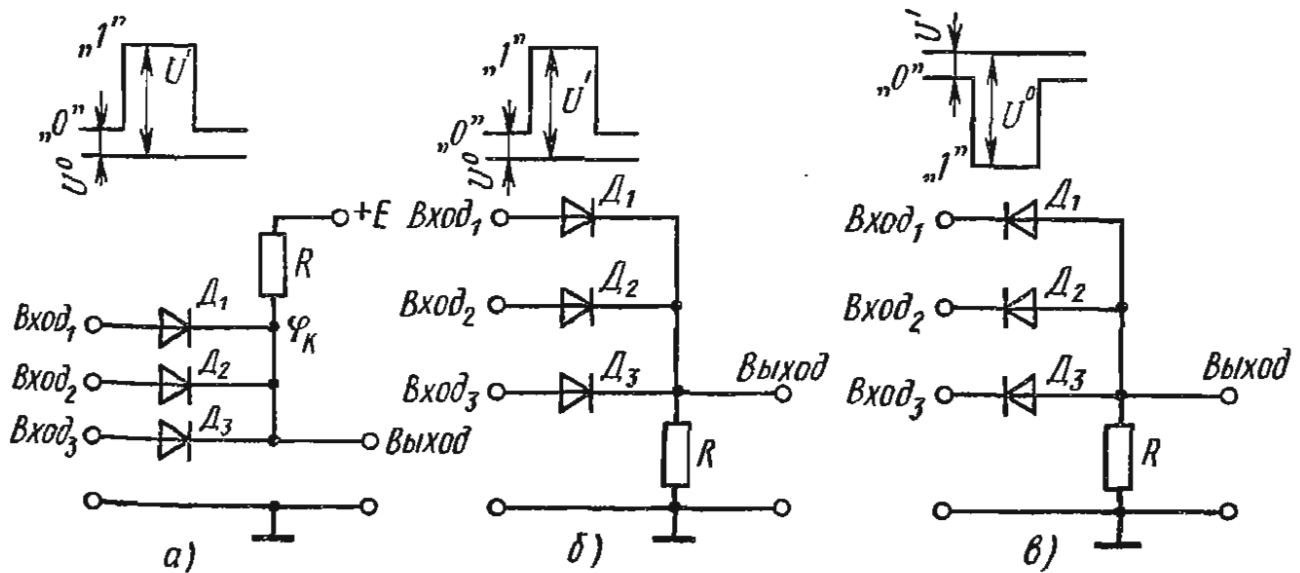 „1”
U'
„0”
U⁰
+E
R
Вход₁
Д₁
φK
Вход₂
Д₂
Вход₃
Д₃
Выход
а)
„1”
U'
„0”
U⁰
Вход₁
Д₁
Вход₂
Д₂
Вход₃
Д₃
Выход
R
б)
U'
„0”
U⁰
„1”
Вход₁
Д₁
Вход₂
Д₂
Вход₃
Д₃
Выход
R
в)